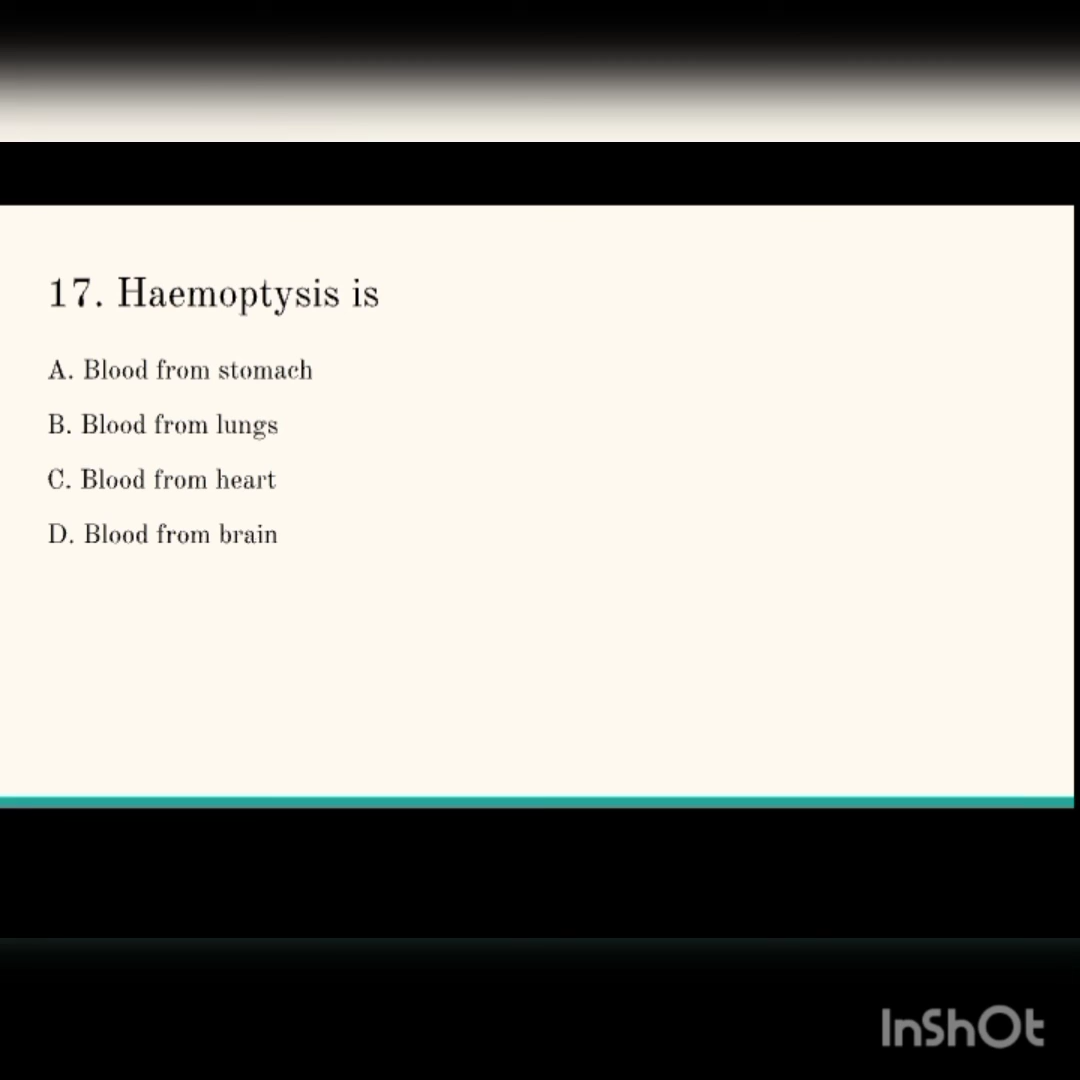 17. Haemoptysis is
A. Blood from stomach
B. Blood from lungs
C. Blood from heart
D. Blood from brain
InShOt